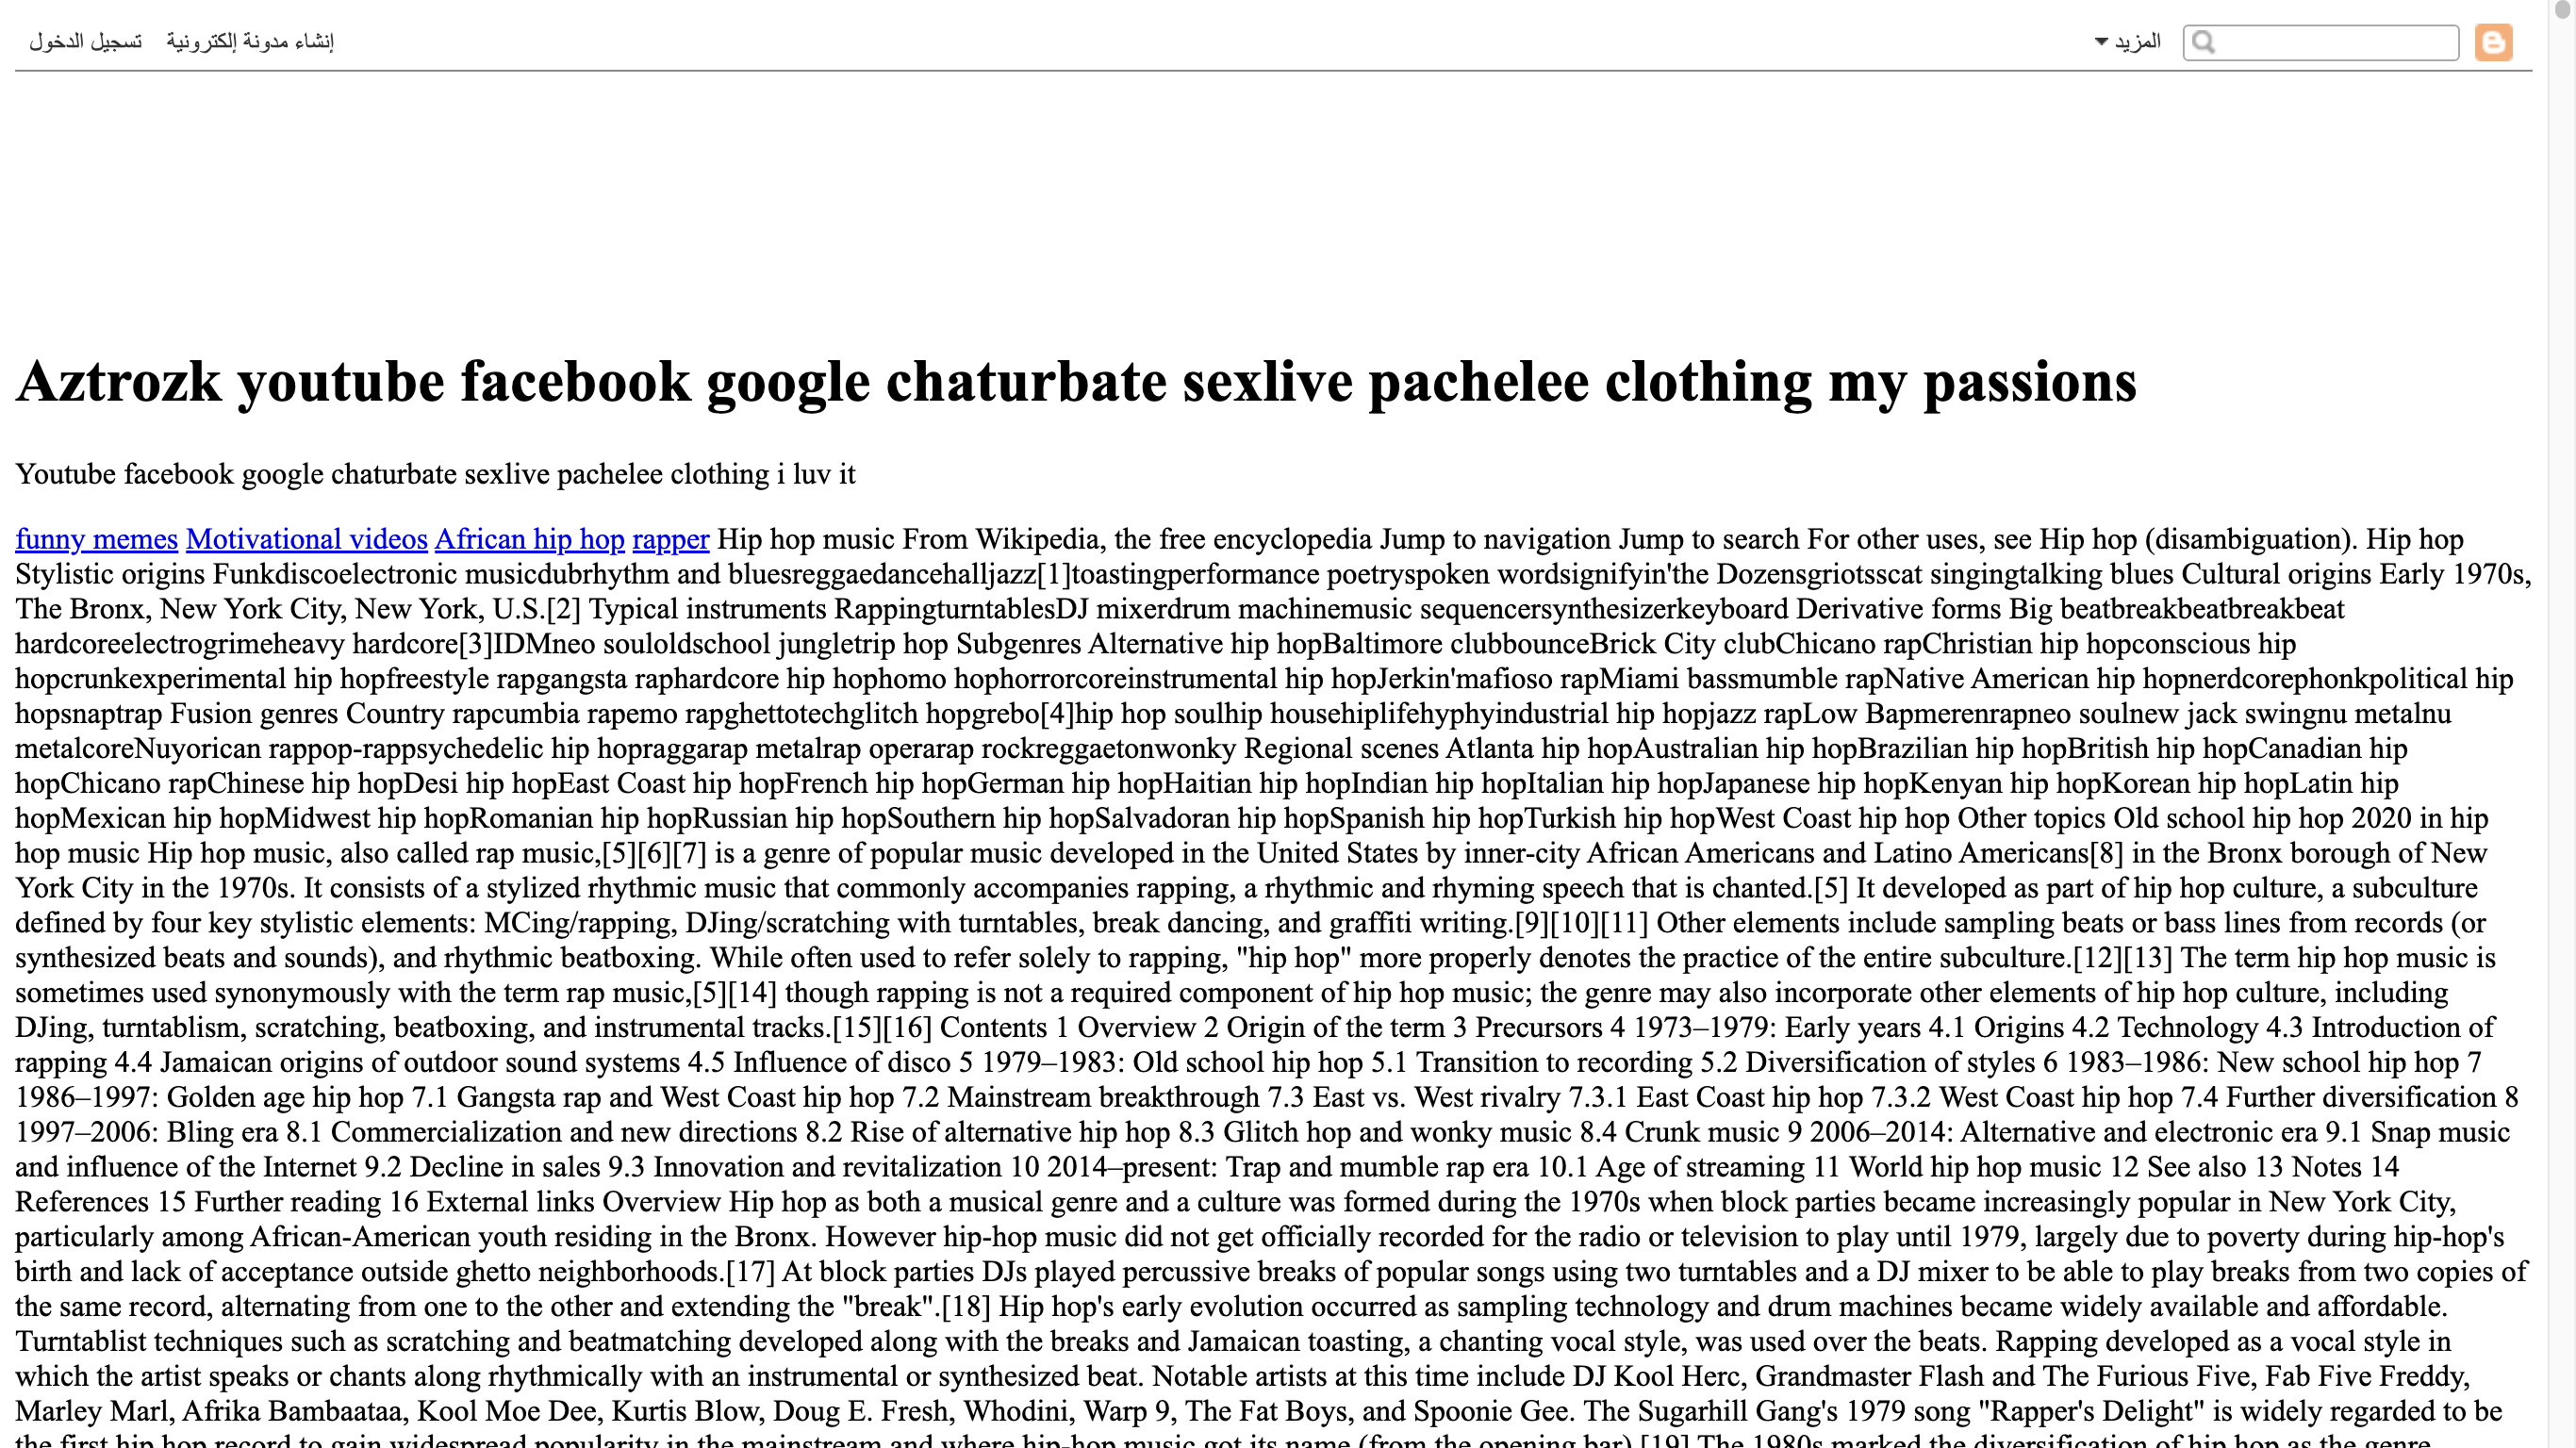 تسجيل الدخول إنشاء مدونة إلكترونية المزيد
Aztrozk youtube facebook google chaturbate sexlive pachelee clothing my passions
Youtube facebook google chaturbate sexlive pachelee clothing i luv it
funny memes Motivational videos African hip hop rapper Hip hop music From Wikipedia, the free encyclopedia Jump to navigation Jump to search For other uses, see Hip hop (disambiguation). Hip hop
Stylistic origins Funkdiscoelectronic musicdubrhythm and bluesreggaedancehalljazz[1]toastingperformance poetryspoken wordsignifyin'the Dozensgriotsscat singingtalking blues Cultural origins Early 1970s,
The Bronx, New York City, New York, U.S.[2] Typical instruments RappingturntablesDJ mixerdrum machinemusic sequencersynthesizerkeyboard Derivative forms Big beatbreakbeatbreakbeat
hardcoreelectrogrimeheavy hardcore[3]IDMneo souloldschool jungletrip hop Subgenres Alternative hip hopBaltimore clubbounceBrick City clubChicano rapChristian hip hopconscious hip
hopcrunkexperimental hip hopfreestyle rapgangsta raphardcore hip hophomo hophorrorcoreinstrumental hip hopJerkin'mafioso rapMiami bassmumble rapNative American hip hopnerdcorephonkpolitical hip
hopsnaptrap Fusion genres Country rapcumbia rapemo rapghettotechglitch hopgrebo[4]hip hop soulhip househiplifehyphyindustrial hip hopjazz rapLow Bapmerenrapneo soulnew jack swingnu metalnu
metalcoreNuyorican rappop-rappsychedelic hip hopraggarap metalrap operarap rockreggaetonwonky Regional scenes Atlanta hip hopAustralian hip hopBrazilian hip hopBritish hip hopCanadian hip
hopChicano rapChinese hip hopDesi hip hopEast Coast hip hopFrench hip hopGerman hip hopHaitian hip hopIndian hip hopItalian hip hopJapanese hip hopKenyan hip hopKorean hip hopLatin hip
hopMexican hip hopMidwest hip hopRomanian hip hopRussian hip hopSouthern hip hopSalvadoran hip hopSpanish hip hopTurkish hip hopWest Coast hip hop Other topics Old school hip hop 2020 in hip
hop music Hip hop music, also called rap music,[5][6][7] is a genre of popular music developed in the United States by inner-city African Americans and Latino Americans[8] in the Bronx borough of New
York City in the 1970s. It consists of a stylized rhythmic music that commonly accompanies rapping, a rhythmic and rhyming speech that is chanted.[5] It developed as part of hip hop culture, a subculture
defined by four key stylistic elements: MCing/rapping, DJing/scratching with turntables, break dancing, and graffiti writing.[9][10][11] Other elements include sampling beats or bass lines from records (or
synthesized beats and sounds), and rhythmic beatboxing. While often used to refer solely to rapping, "hip hop" more properly denotes the practice of the entire subculture.[12][13] The term hip hop music is
sometimes used synonymously with the term rap music,[5][14] though rapping is not a required component of hip hop music; the genre may also incorporate other elements of hip hop culture, including
DJing, turntablism, scratching, beatboxing, and instrumental tracks.[15][16] Contents 1 Overview 2 Origin of the term 3 Precursors 4 1973–1979: Early years 4.1 Origins 4.2 Technology 4.3 Introduction of
rapping 4.4 Jamaican origins of outdoor sound systems 4.5 Influence of disco 5 1979–1983: Old school hip hop 5.1 Transition to recording 5.2 Diversification of styles 6 1983–1986: New school hip hop 7
1986–1997: Golden age hip hop 7.1 Gangsta rap and West Coast hip hop 7.2 Mainstream breakthrough 7.3 East vs. West rivalry 7.3.1 East Coast hip hop 7.3.2 West Coast hip hop 7.4 Further diversification 8
1997–2006: Bling era 8.1 Commercialization and new directions 8.2 Rise of alternative hip hop 8.3 Glitch hop and wonky music 8.4 Crunk music 9 2006–2014: Alternative and electronic era 9.1 Snap music
and influence of the Internet 9.2 Decline in sales 9.3 Innovation and revitalization 10 2014–present: Trap and mumble rap era 10.1 Age of streaming 11 World hip hop music 12 See also 13 Notes 14
References 15 Further reading 16 External links Overview Hip hop as both a musical genre and a culture was formed during the 1970s when block parties became increasingly popular in New York City,
particularly among African-American youth residing in the Bronx. However hip-hop music did not get officially recorded for the radio or television to play until 1979, largely due to poverty during hip-hop's
birth and lack of acceptance outside ghetto neighborhoods.[17] At block parties DJs played percussive breaks of popular songs using two turntables and a DJ mixer to be able to play breaks from two copies of
the same record, alternating from one to the other and extending the "break".[18] Hip hop's early evolution occurred as sampling technology and drum machines became widely available and affordable.
Turntablist techniques such as scratching and beatmatching developed along with the breaks and Jamaican toasting, a chanting vocal style, was used over the beats. Rapping developed as a vocal style in
which the artist speaks or chants along rhythmically with an instrumental or synthesized beat. Notable artists at this time include DJ Kool Herc, Grandmaster Flash and The Furious Five, Fab Five Freddy,
Marley Marl, Afrika Bambaataa, Kool Moe Dee, Kurtis Blow, Doug E. Fresh, Whodini, Warp 9, The Fat Boys, and Spoonie Gee. The Sugarhill Gang's 1979 song "Rapper's Delight" is widely regarded to be
the first hip hop record to gain widespread popularity in the mainstream and where hip-hop music got its name (from the opening bar).[19] The 1980s marked the diversification of hip hop as the genre